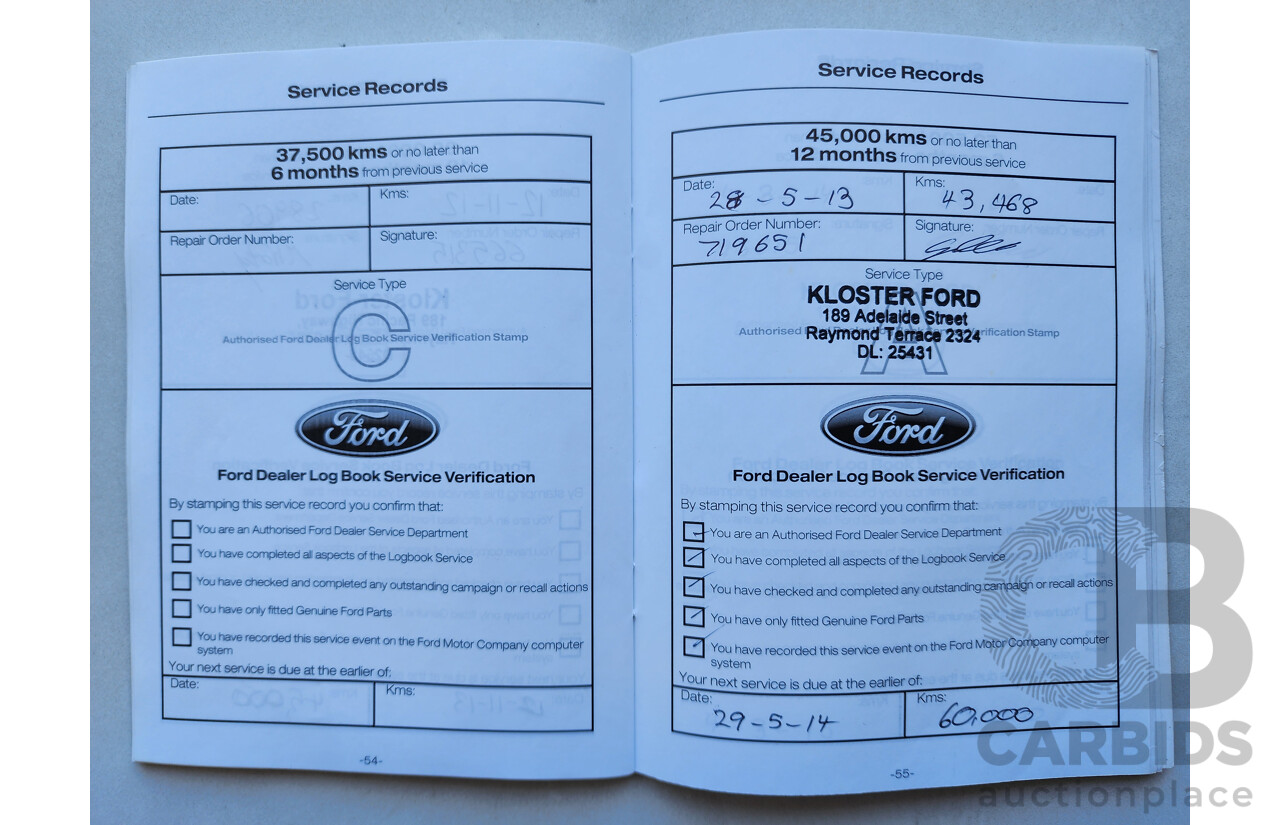 Service Records
37,500 kms or no later than
6 months from previous service
Date:
Kms:
Repair Order Number:
Signature:
Service Type
C
Authorised Ford Dealer Log Book Service Verification Stamp
Ford
Ford Dealer Log Book Service Verification
By stamping this service record you confirm that:
You are an Authorised Ford Dealer Service Department
You have completed all aspects of the Logbook Service
You have checked and completed any outstanding campaign or recall actions
You have only fitted Genuine Ford Parts
You have recorded this service event on the Ford Motor Company computer
system
Your next service is due at the earlier of:
Date:
Kms:
-54-
Service Records
45,000 kms or no later than
12 months from previous service
Date:
28-5-13
Kms:
43,468
Repair Order Number:
719651
Signature:
Service Type
KLOSTER FORD
189 Adelaide Street
Authorised Ford Verification Stamp
Raymond Terrace 2324
DL: 25431
A
Ford
Ford Dealer Log Book Service Verification
By stamping this service record you confirm that:
You are an Authorised Ford Dealer Service Department
You have completed all aspects of the Logbook Service
You have checked and completed any outstanding campaign or recall actions
You have only fitted Genuine Ford Parts
You have recorded this service event on the Ford Motor Company computer
system
Your next service is due at the earlier of:
Date:
29-5-14
Kms:
60,000
-55-
CB
CARBIDS
auctionplace